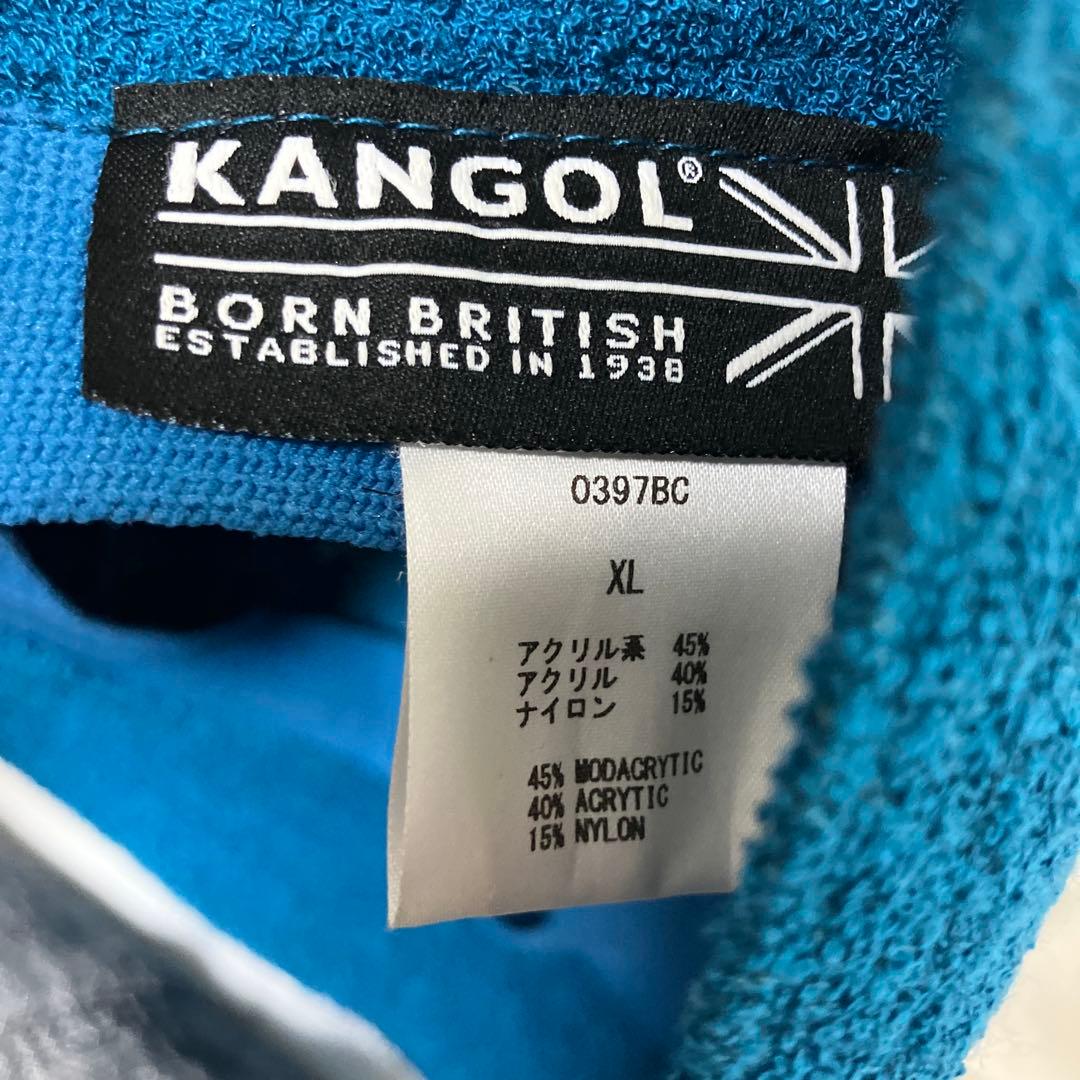 KANGOL®
BORN BRITISH
ESTABLISHED IN 1938
0397BC
XL
アクリル系 45%
アクリル 40%
ナイロン 15%
45% MODACRYTIC
40% ACRYTIC
15% NYLON